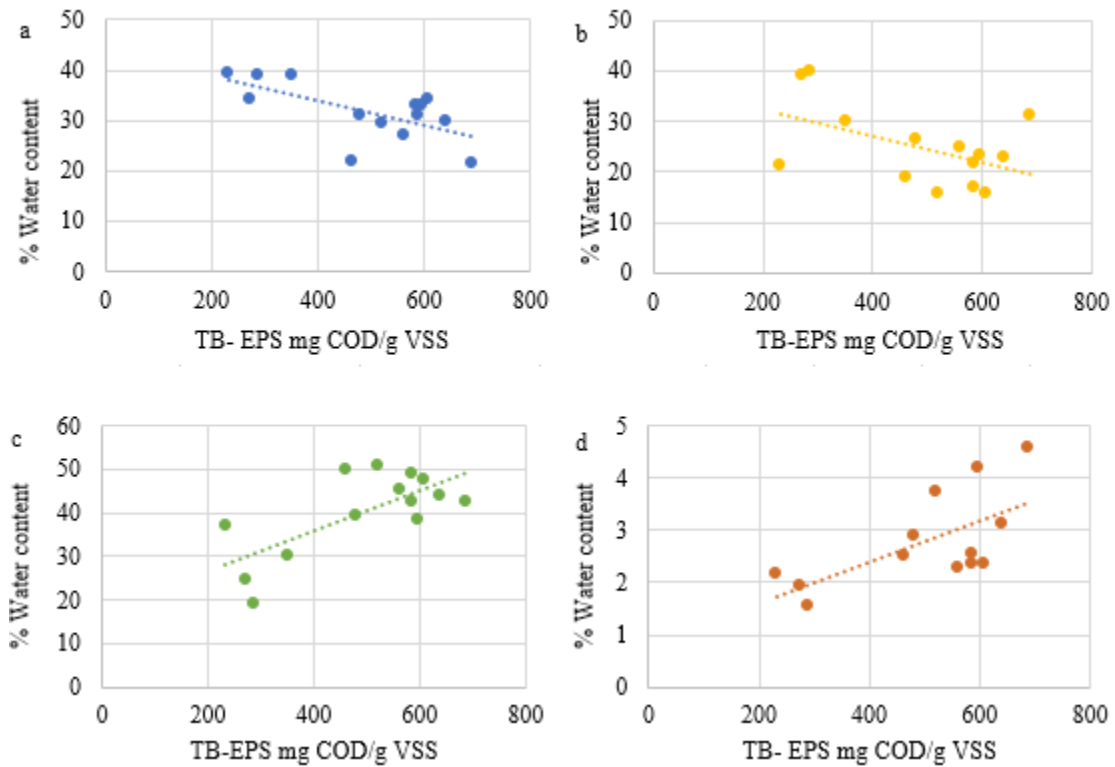 a
50
40
30
20
10
0
% Water content
0 200 400 600 800
TB- EPS mg COD/g VSS
b
50
40
30
20
10
0
% Water content
0 200 400 600 800
TB-EPS mg COD/g VSS
c
60
50
40
30
20
10
0
% Water content
0 200 400 600 800
TB-EPS mg COD/g VSS
d
5
4
3
2
1
0
% Water content
0 200 400 600 800
TB- EPS mg COD/g VSS